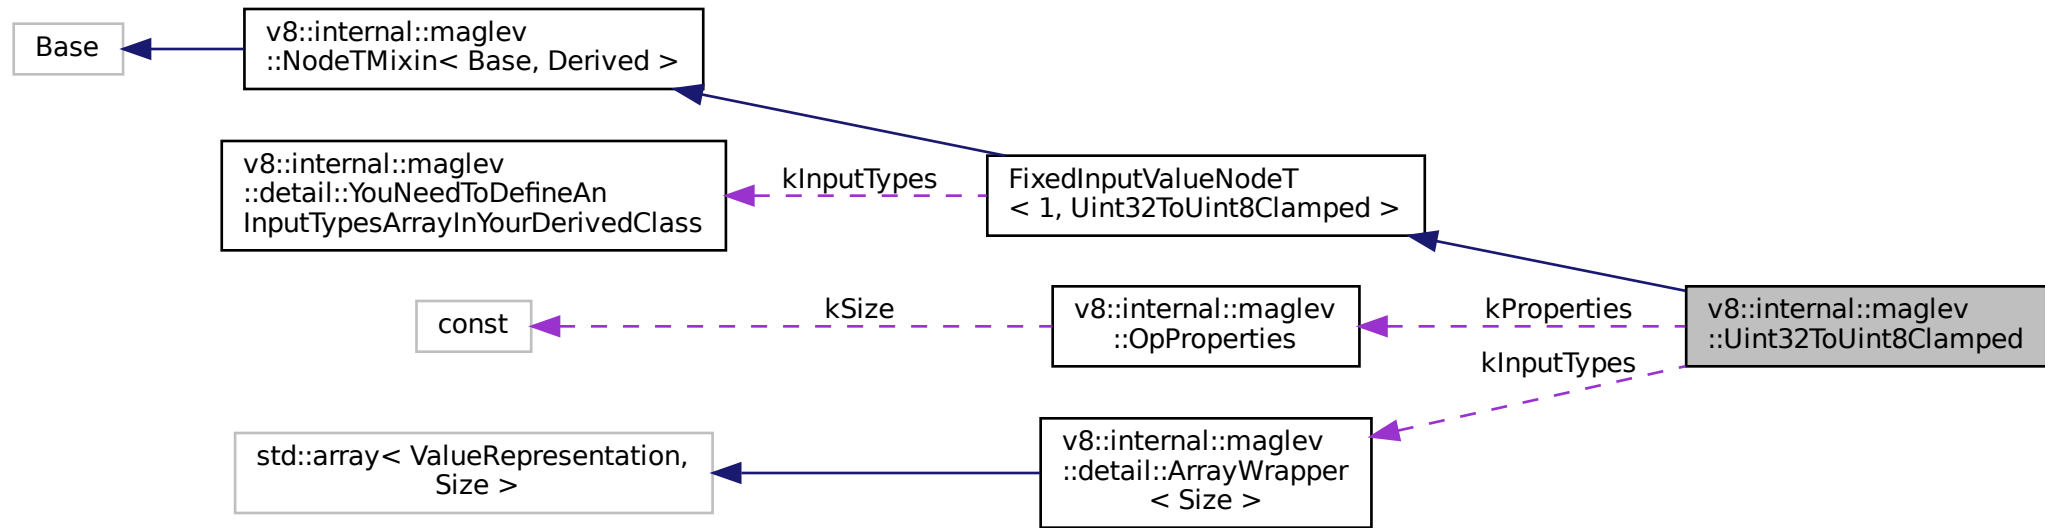 Base
v8::internal::maglev
::NodeTMixin< Base, Derived >
v8::internal::maglev
::detail::YouNeedToDefineAn
InputTypesArrayInYourDerivedClass
kInputTypes
FixedInputValueNodeT
< 1, Uint32ToUint8Clamped >
const
kSize
v8::internal::maglev
::OpProperties
kProperties
v8::internal::maglev
::Uint32ToUint8Clamped
kInputTypes
std::array< ValueRepresentation,
Size >
v8::internal::maglev
::detail::ArrayWrapper
< Size >